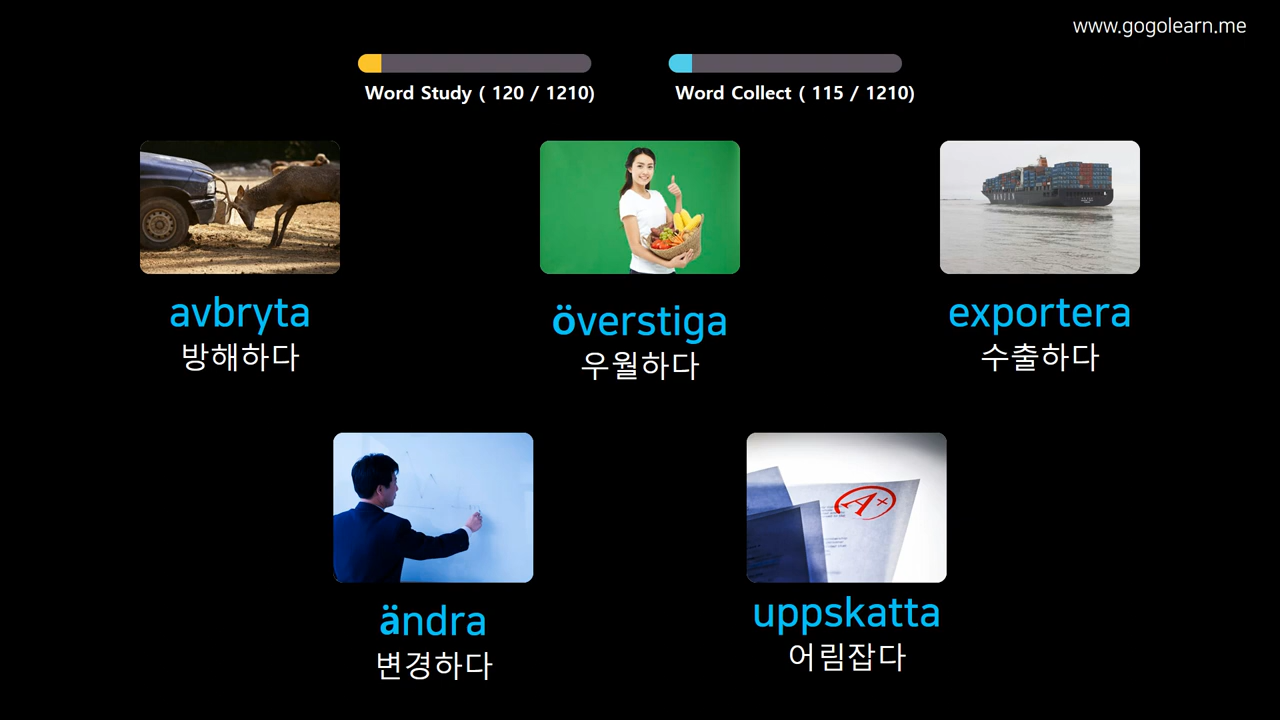 www.gogolearn.me
Word Study ( 120 / 1210)
Word Collect ( 115 / 1210)
avbryta
방해하다
överstiga
우월하다
exportera
수출하다
ändra
변경하다
A+
uppskatta
어림잡다